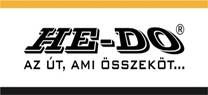 HE-DO®
AZ ÚT, AMI ÖSSZEKÖT...